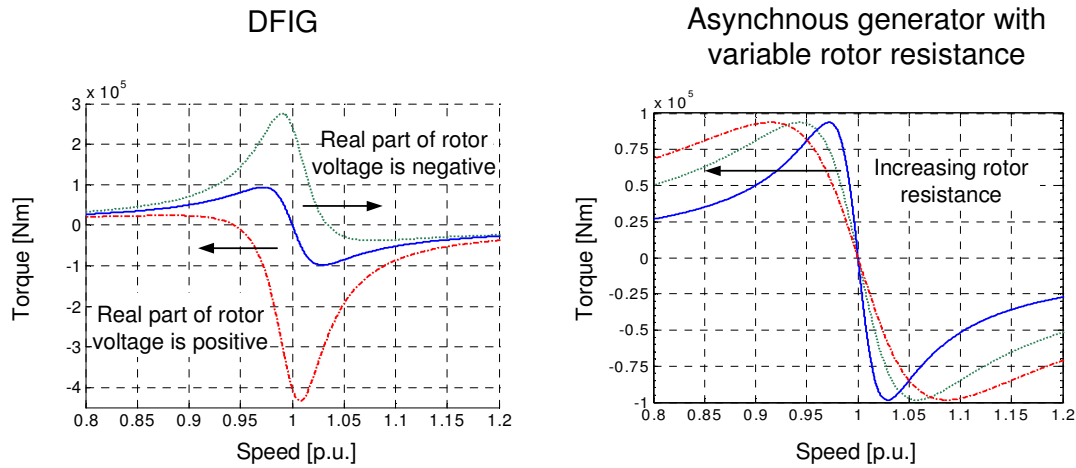 DFIG
x 10⁵
3
2
1
0
-1
-2
-3
-4
Torque [Nm]
Real part of rotor
voltage is negative
Real part of rotor
voltage is positive
0.8 0.85 0.9 0.95 1 1.05 1.1 1.15 1.2
Speed [p.u.]
Asynchnous generator with
variable rotor resistance
x 10⁵
1
0.75
0.5
0.25
0
-0.25
-0.5
-0.75
-1
Torque [Nm]
Increasing rotor
resistance
0.8 0.85 0.9 0.95 1 1.05 1.1 1.15 1.2
Speed [p.u.]